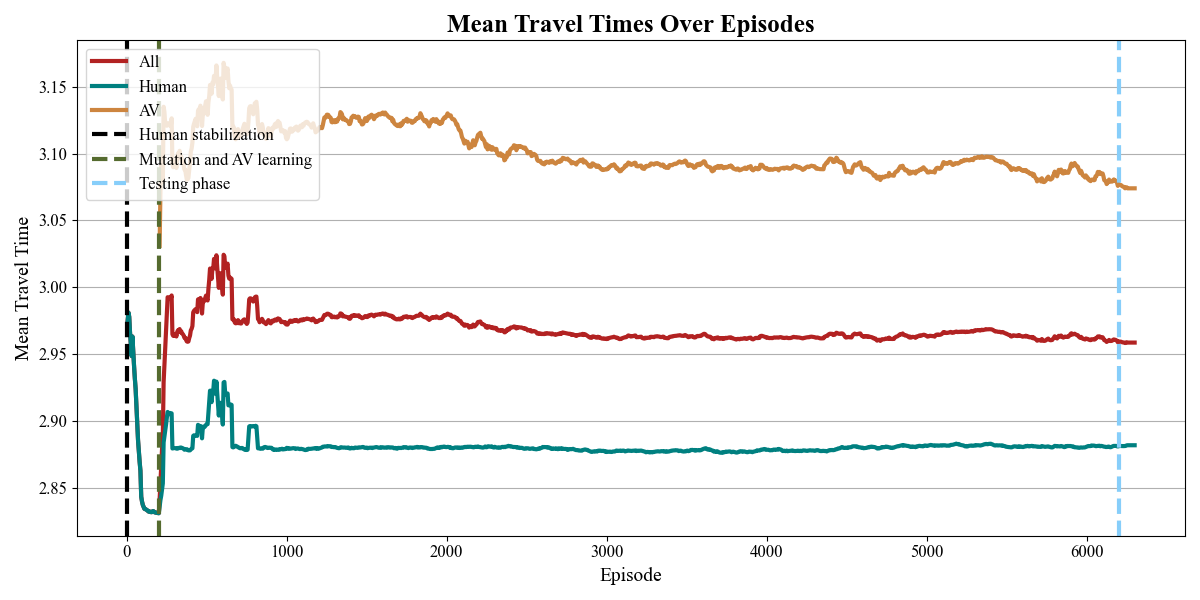 Mean Travel Times Over Episodes
Mean Travel Time
3.15
3.10
3.05
3.00
2.95
2.90
2.85
All
Human
AV
Human stabilization
Mutation and AV learning
Testing phase
0 1000 2000 3000 4000 5000 6000
Episode